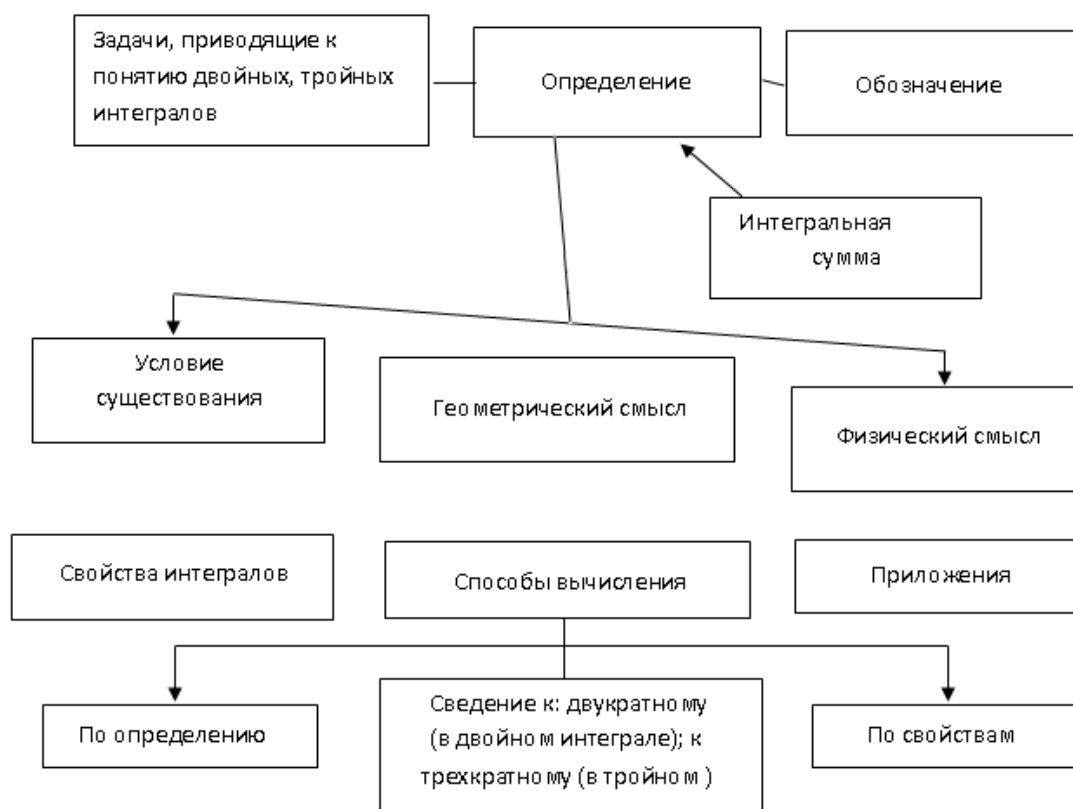 Задачи, приводящие к
понятию двойных, тройных
интегралов
Определение
Обозначение
Интегральная
сумма
Условие
существования
Геометрический смысл
Физический смысл
Свойства интегралов
Способы вычисления
Приложения
По определению
Сведение к: двукратному
(в двойном интеграле); к
трехкратному (в тройном )
По свойствам